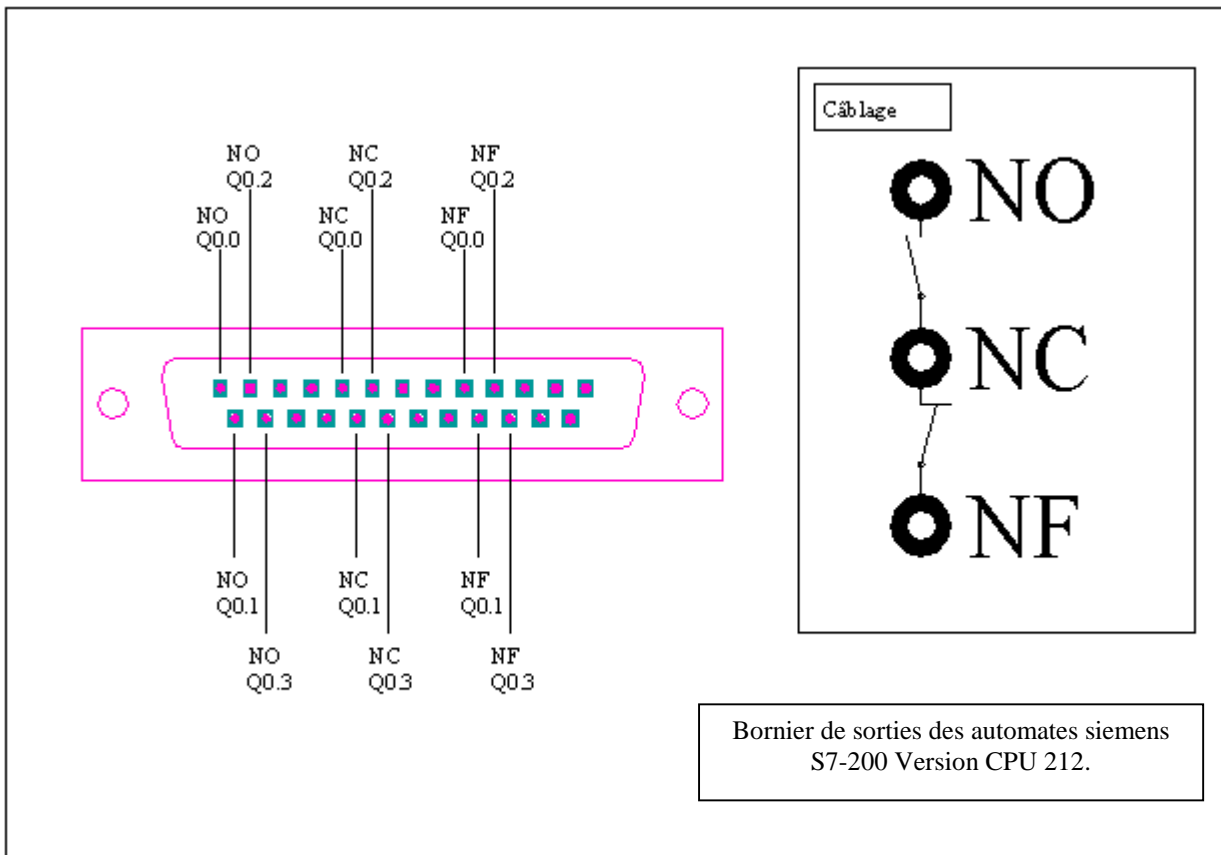 Câblage
NO
NC
NF
NO
Q0.2
NC
Q0.2
NF
Q0.2
NO
Q0.0
NC
Q0.0
NF
Q0.0
NO
Q0.1
NC
Q0.1
NF
Q0.1
NO
Q0.3
NC
Q0.3
NF
Q0.3
Bornier de sorties des automates siemens
S7-200 Version CPU 212.